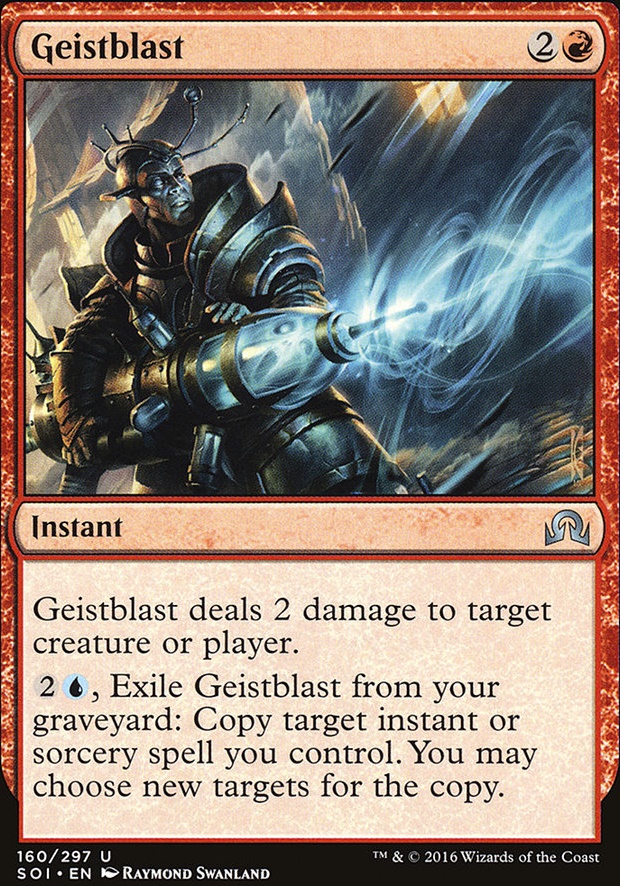 Geistblast 2
Instant
Geistblast deals 2 damage to target
creature or player.
2, Exile Geistblast from your
graveyard: Copy target instant or
sorcery spell you control. You may
choose new targets for the copy.
160/297 U
SOI • EN RAYMOND SWANLAND
™ & © 2016 Wizards of the Coast